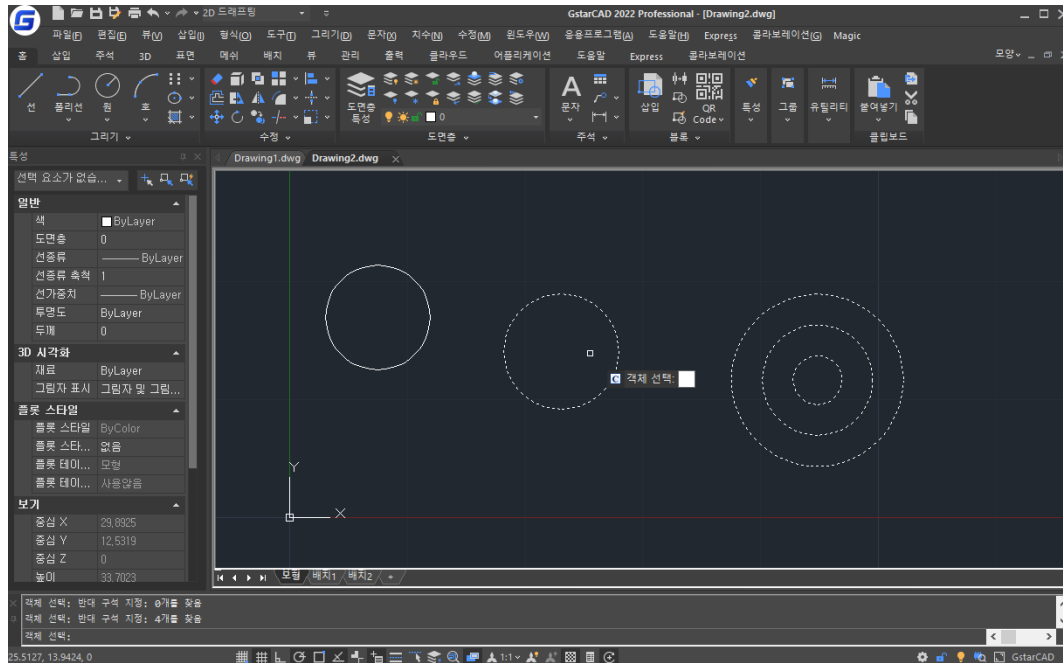 2D 드래프팅
GstarCAD 2022 Professional - [Drawing2.dwg]
파일(F) 편집(E) 뷰(V) 삽입(I) 형식(O) 도구(T) 그리기(D) 문자(X) 치수(N) 수정(M) 윈도우(W) 응용프로그램(A) 도움말(H) Express 콜라보레이션(G) Magic
홈 삽입 주석 3D 표면 메쉬 배치 뷰 관리 출력 클라우드 어플리케이션 도움말 Express 콜라보레이션 모양
선 폴리선 원 호 도면층 특성 0 문자 삽입 QR Code 특성 그룹 유틸리티 붙여넣기
그리기 수정 도면층 주석 블록 클립보드
특성
Drawing1.dwg Drawing2.dwg
선택 요소가 없습...
일반
색 ByLayer
도면층 0
선종류 ByLayer
선종류 축척 1
선가중치 ByLayer
투명도 ByLayer
두께 0
3D 시각화
재료 ByLayer
그림자 표시 그림자 및 그림...
플롯 스타일
플롯 스타일 ByColor
플롯 스타... 없음
플롯 테이... 모형
플롯 테이... 사용않음
보기
중심 X 29,8925
중심 Y 12,5319
중심 Z 0
높이 33,7023
객체 선택:
Y
X
모형 배치1 배치2 +
객체 선택: 반대 구석 지정: 0개를 찾음
객체 선택: 반대 구석 지정: 4개를 찾음
객체 선택:
25.5127, 13.9424, 0
1:1
GstarCAD